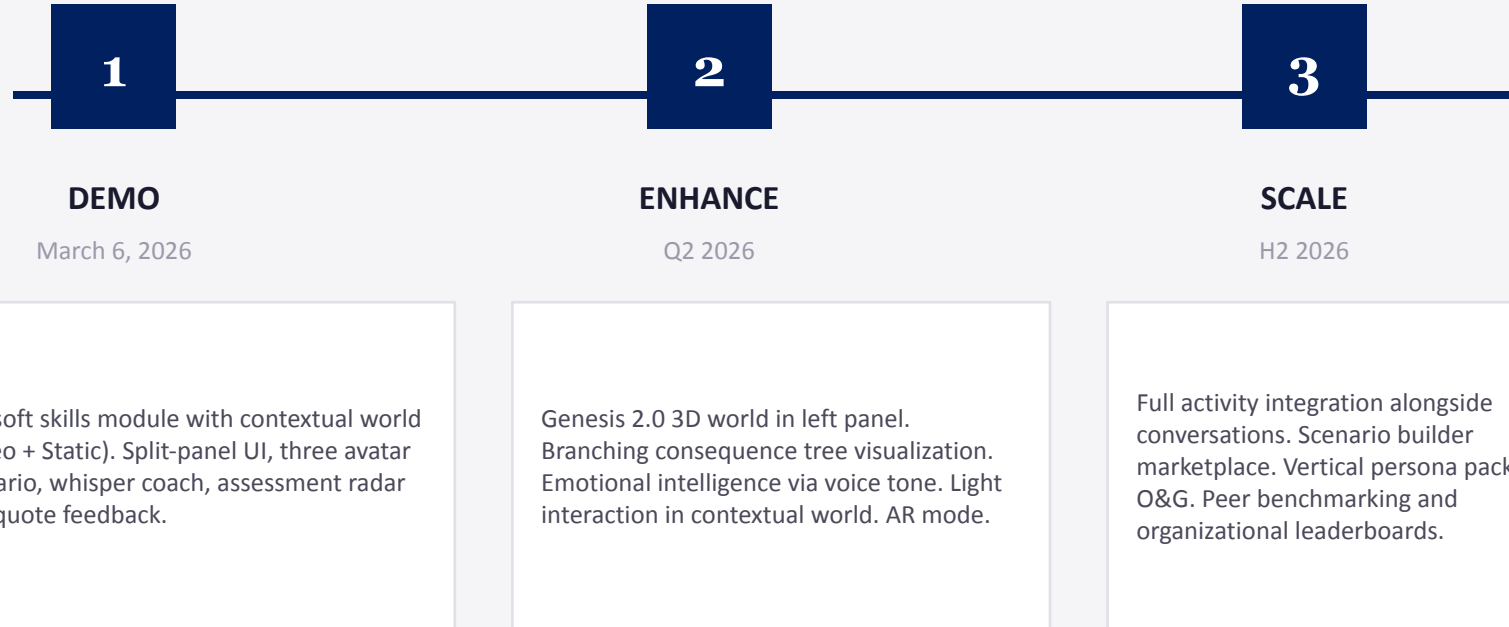 1
2
3
DEMO
ENHANCE
SCALE
March 6, 2026
Q2 2026
H2 2026
soft skills module with contextual world
+ Static). Split-panel UI, three avatar
whisper coach, assessment radar
quote feedback.
Genesis 2.0 3D world in left panel.
Branching consequence tree visualization.
Emotional intelligence via voice tone. Light
interaction in contextual world. AR mode.
Full activity integration alongside
conversations. Scenario builder
marketplace. Vertical persona
O&G. Peer benchmarking and
organizational leaderboards.